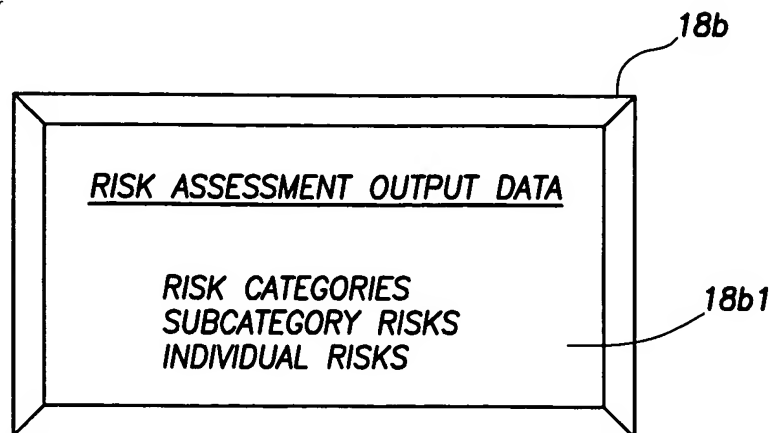 18b
RISK ASSESSMENT OUTPUT DATA
RISK CATEGORIES
SUBCATEGORY RISKS
INDIVIDUAL RISKS
18b1